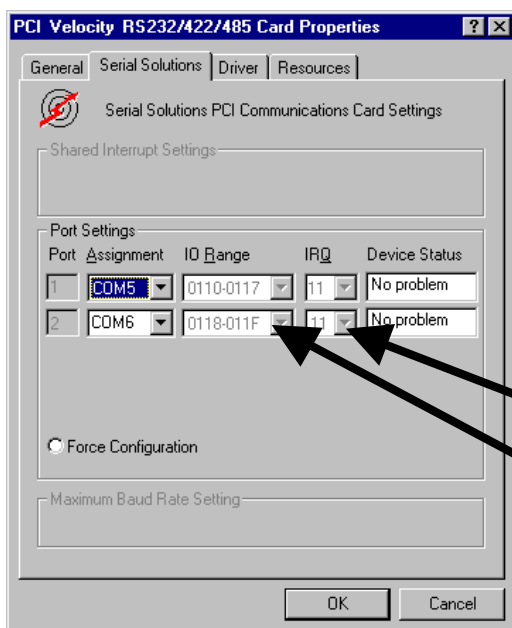 PCI Velocity RS232/422/485 Card Properties
General Serial Solutions Driver Resources
Serial Solutions PCI Communications Card Settings
Shared Interrupt Settings
Port Settings
Port Assignment IO Range IRQ Device Status
1 COM5 0110-0117 11 No problem
2 COM6 0118-011F 11 No problem
Force Configuration
Maximum Baud Rate Setting
OK Cancel